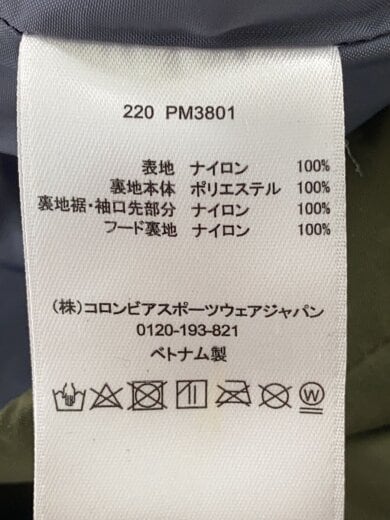 220 PM3801
表地 ナイロン 100%
裏地本体 ポリエステル 100%
裏地裾・袖口先部分 ナイロン 100%
フード裏地 ナイロン 100%
(株)コロンビアスポーツウェアジャパン
0120-193-821
ベトナム製
W